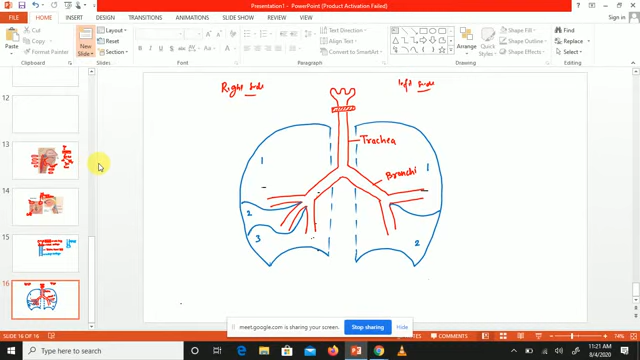 Presentation1 - PowerPoint (Product Activation Failed)
Sign in
FILE HOME INSERT DESIGN TRANSITIONS ANIMATIONS SLIDE SHOW REVIEW VIEW
Paste
Cut
Copy
Format Painter
New Slide
Layout
Reset
Section
Text Direction
Align Text
Convert to SmartArt
Arrange
Quick Styles
Shape Fill
Shape Outline
Shape Effects
Find
Replace
Select
Clipboard Slides Font Paragraph Drawing Editing
12
13
14
15
16
Right side
left side
Trachea
Bronchi
1
1
2
3
2
meet.google.com is sharing your screen.
Stop sharing
Hide
SLIDE 16 OF 16
NOTES
COMMENTS
74%
Type here to search
11:21 AM
8/4/2020